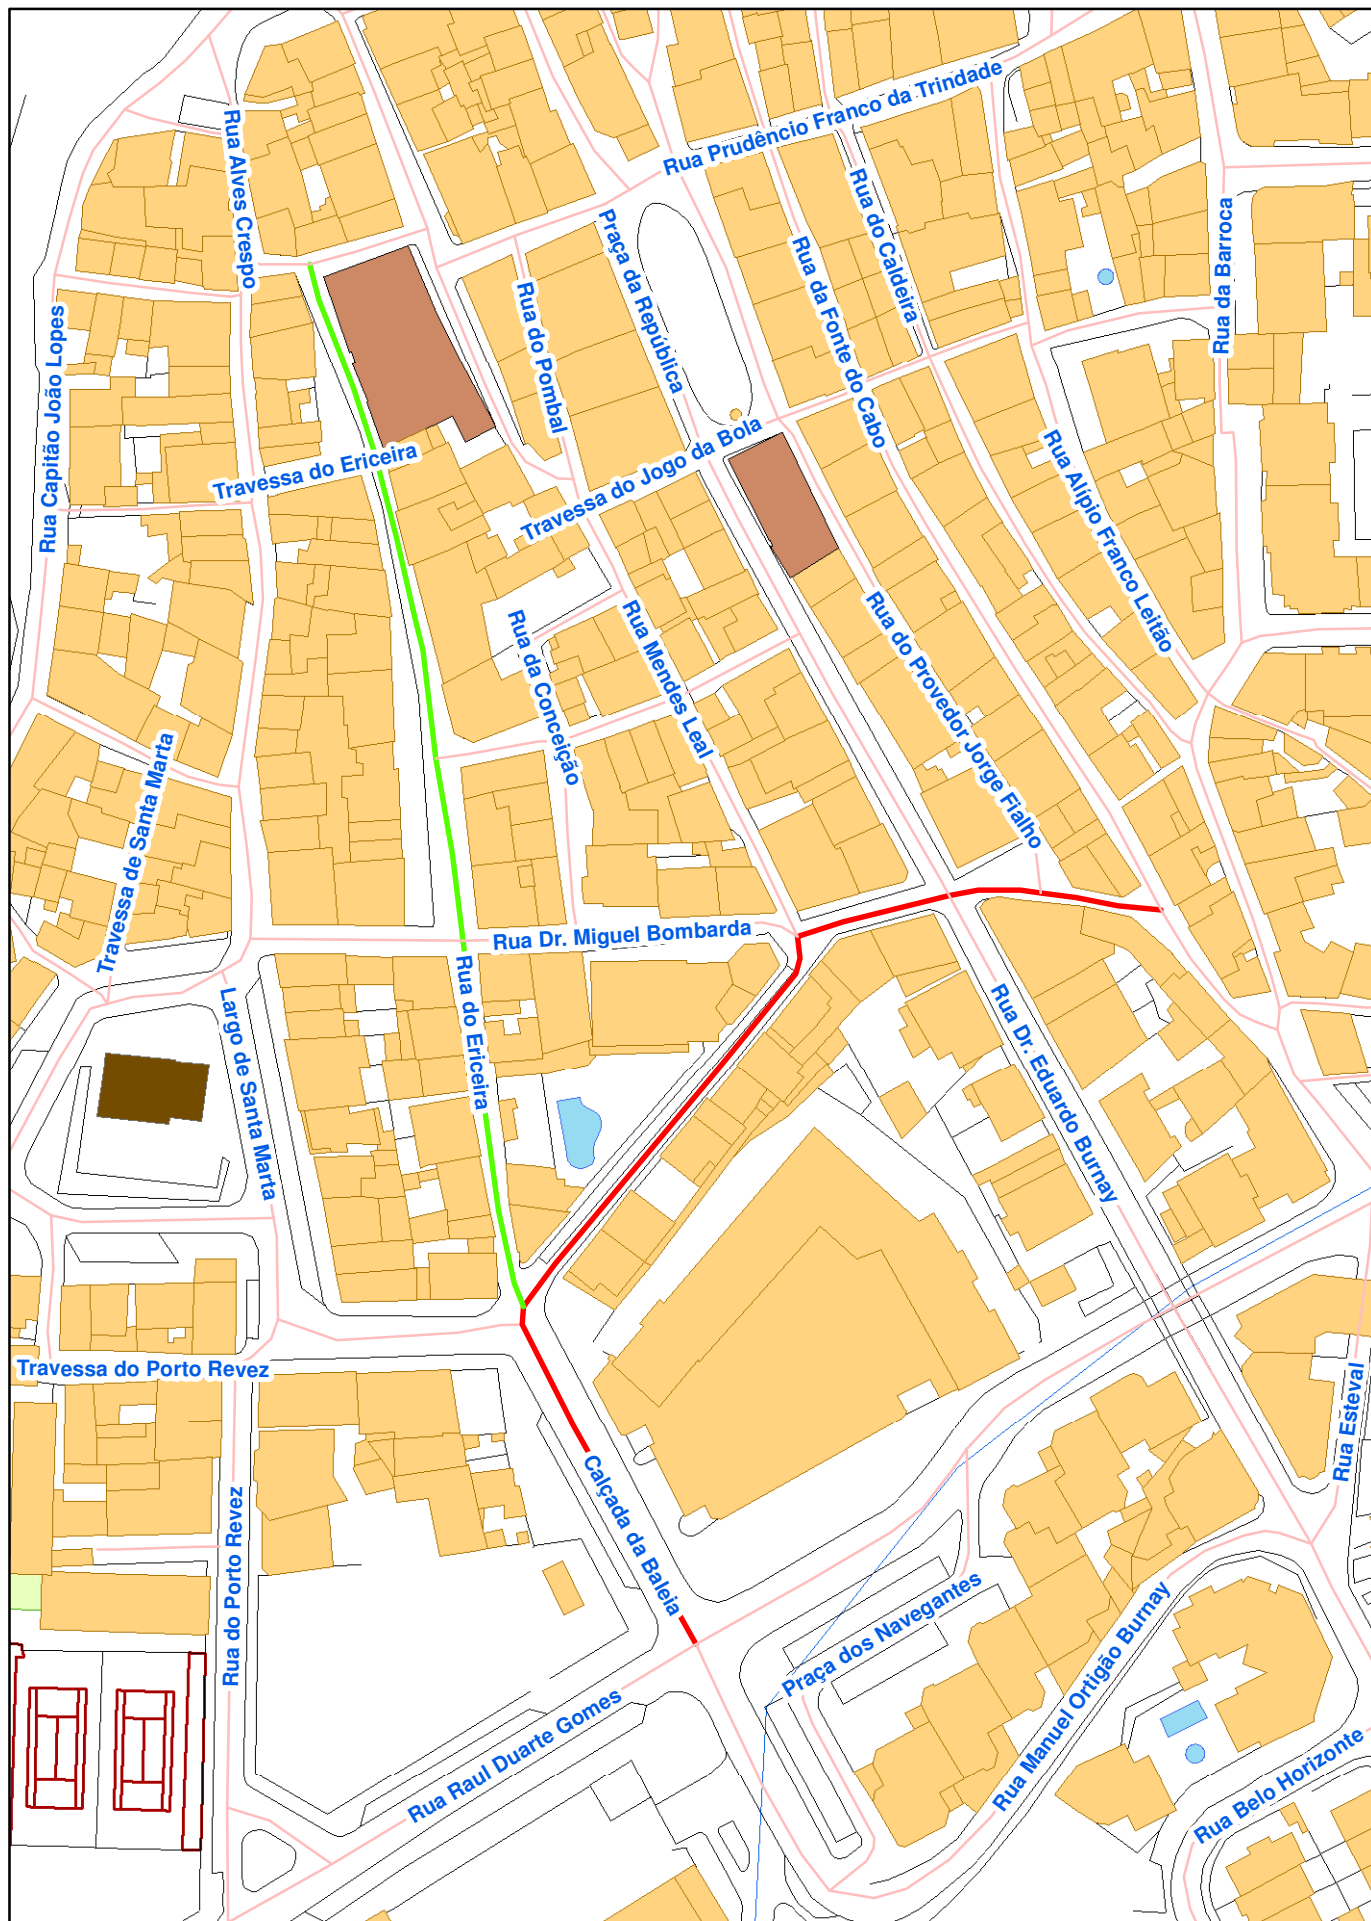 Rua Prudêncio Franco da Trindade
Rua Alves Crespo
Rua do Caldeira
Rua da Barroca
Praça da República
Rua da Fonte do Cabo
Rua do Pombal
Rua Capitão João Lopes
Travessa do Jogo da Bola
Rua Alípio Franco Leitão
Travessa do Ericeira
Rua da Conceição
Rua Mendes Leal
Rua do Provedor Jorge Fialho
Travessa de Santa Marta
Rua Dr. Miguel Bombarda
Rua do Ericeira
Largo de Santa Marta
Rua Dr. Eduardo Burnay
Travessa do Porto Revez
Rua Esteval
Calçada da Baleia
Rua do Porto Revez
Praça dos Navegantes
Rua Manuel Ortigão Burnay
Rua Raul Duarte Gomes
Rua Belo Horizonte